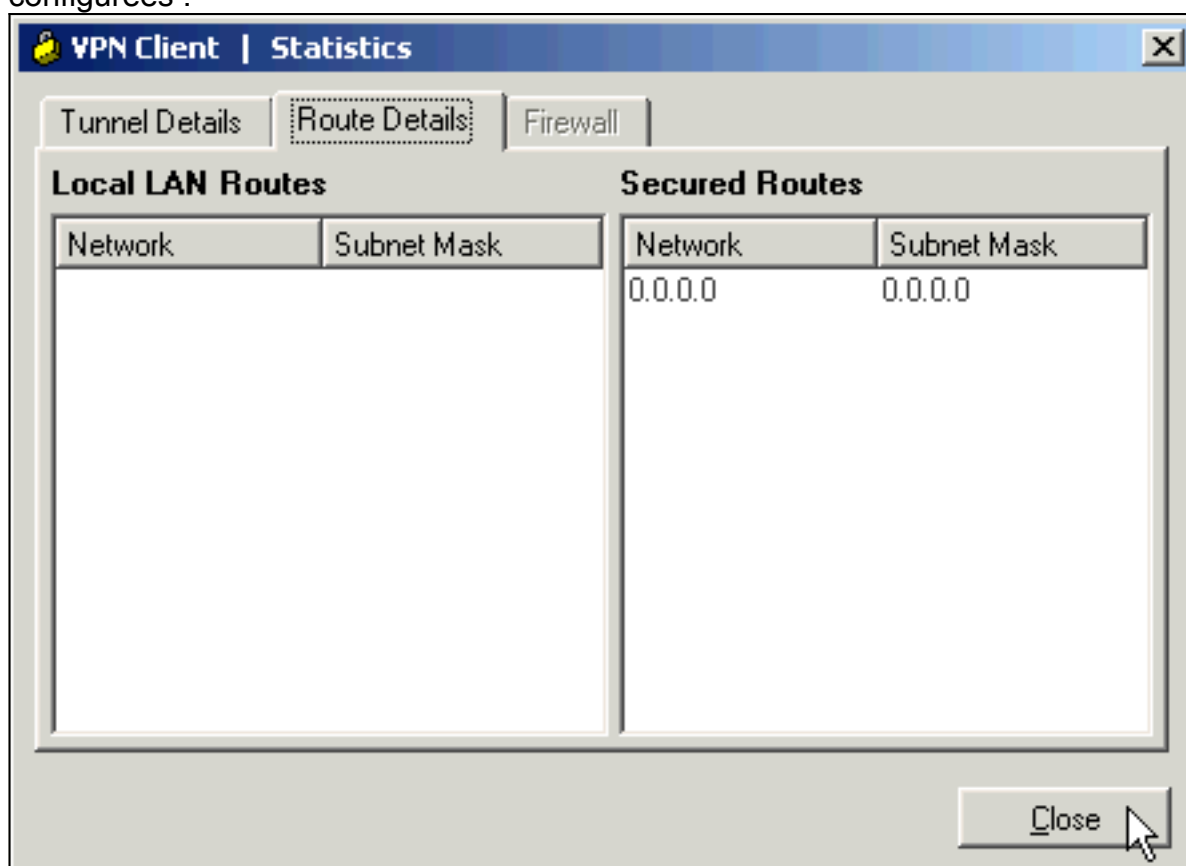 configurées :
VPN Client | Statistics
Tunnel Details Route Details Firewall
Local LAN Routes Secured Routes
Network Subnet Mask Network Subnet Mask
0.0.0.0 0.0.0.0
Close